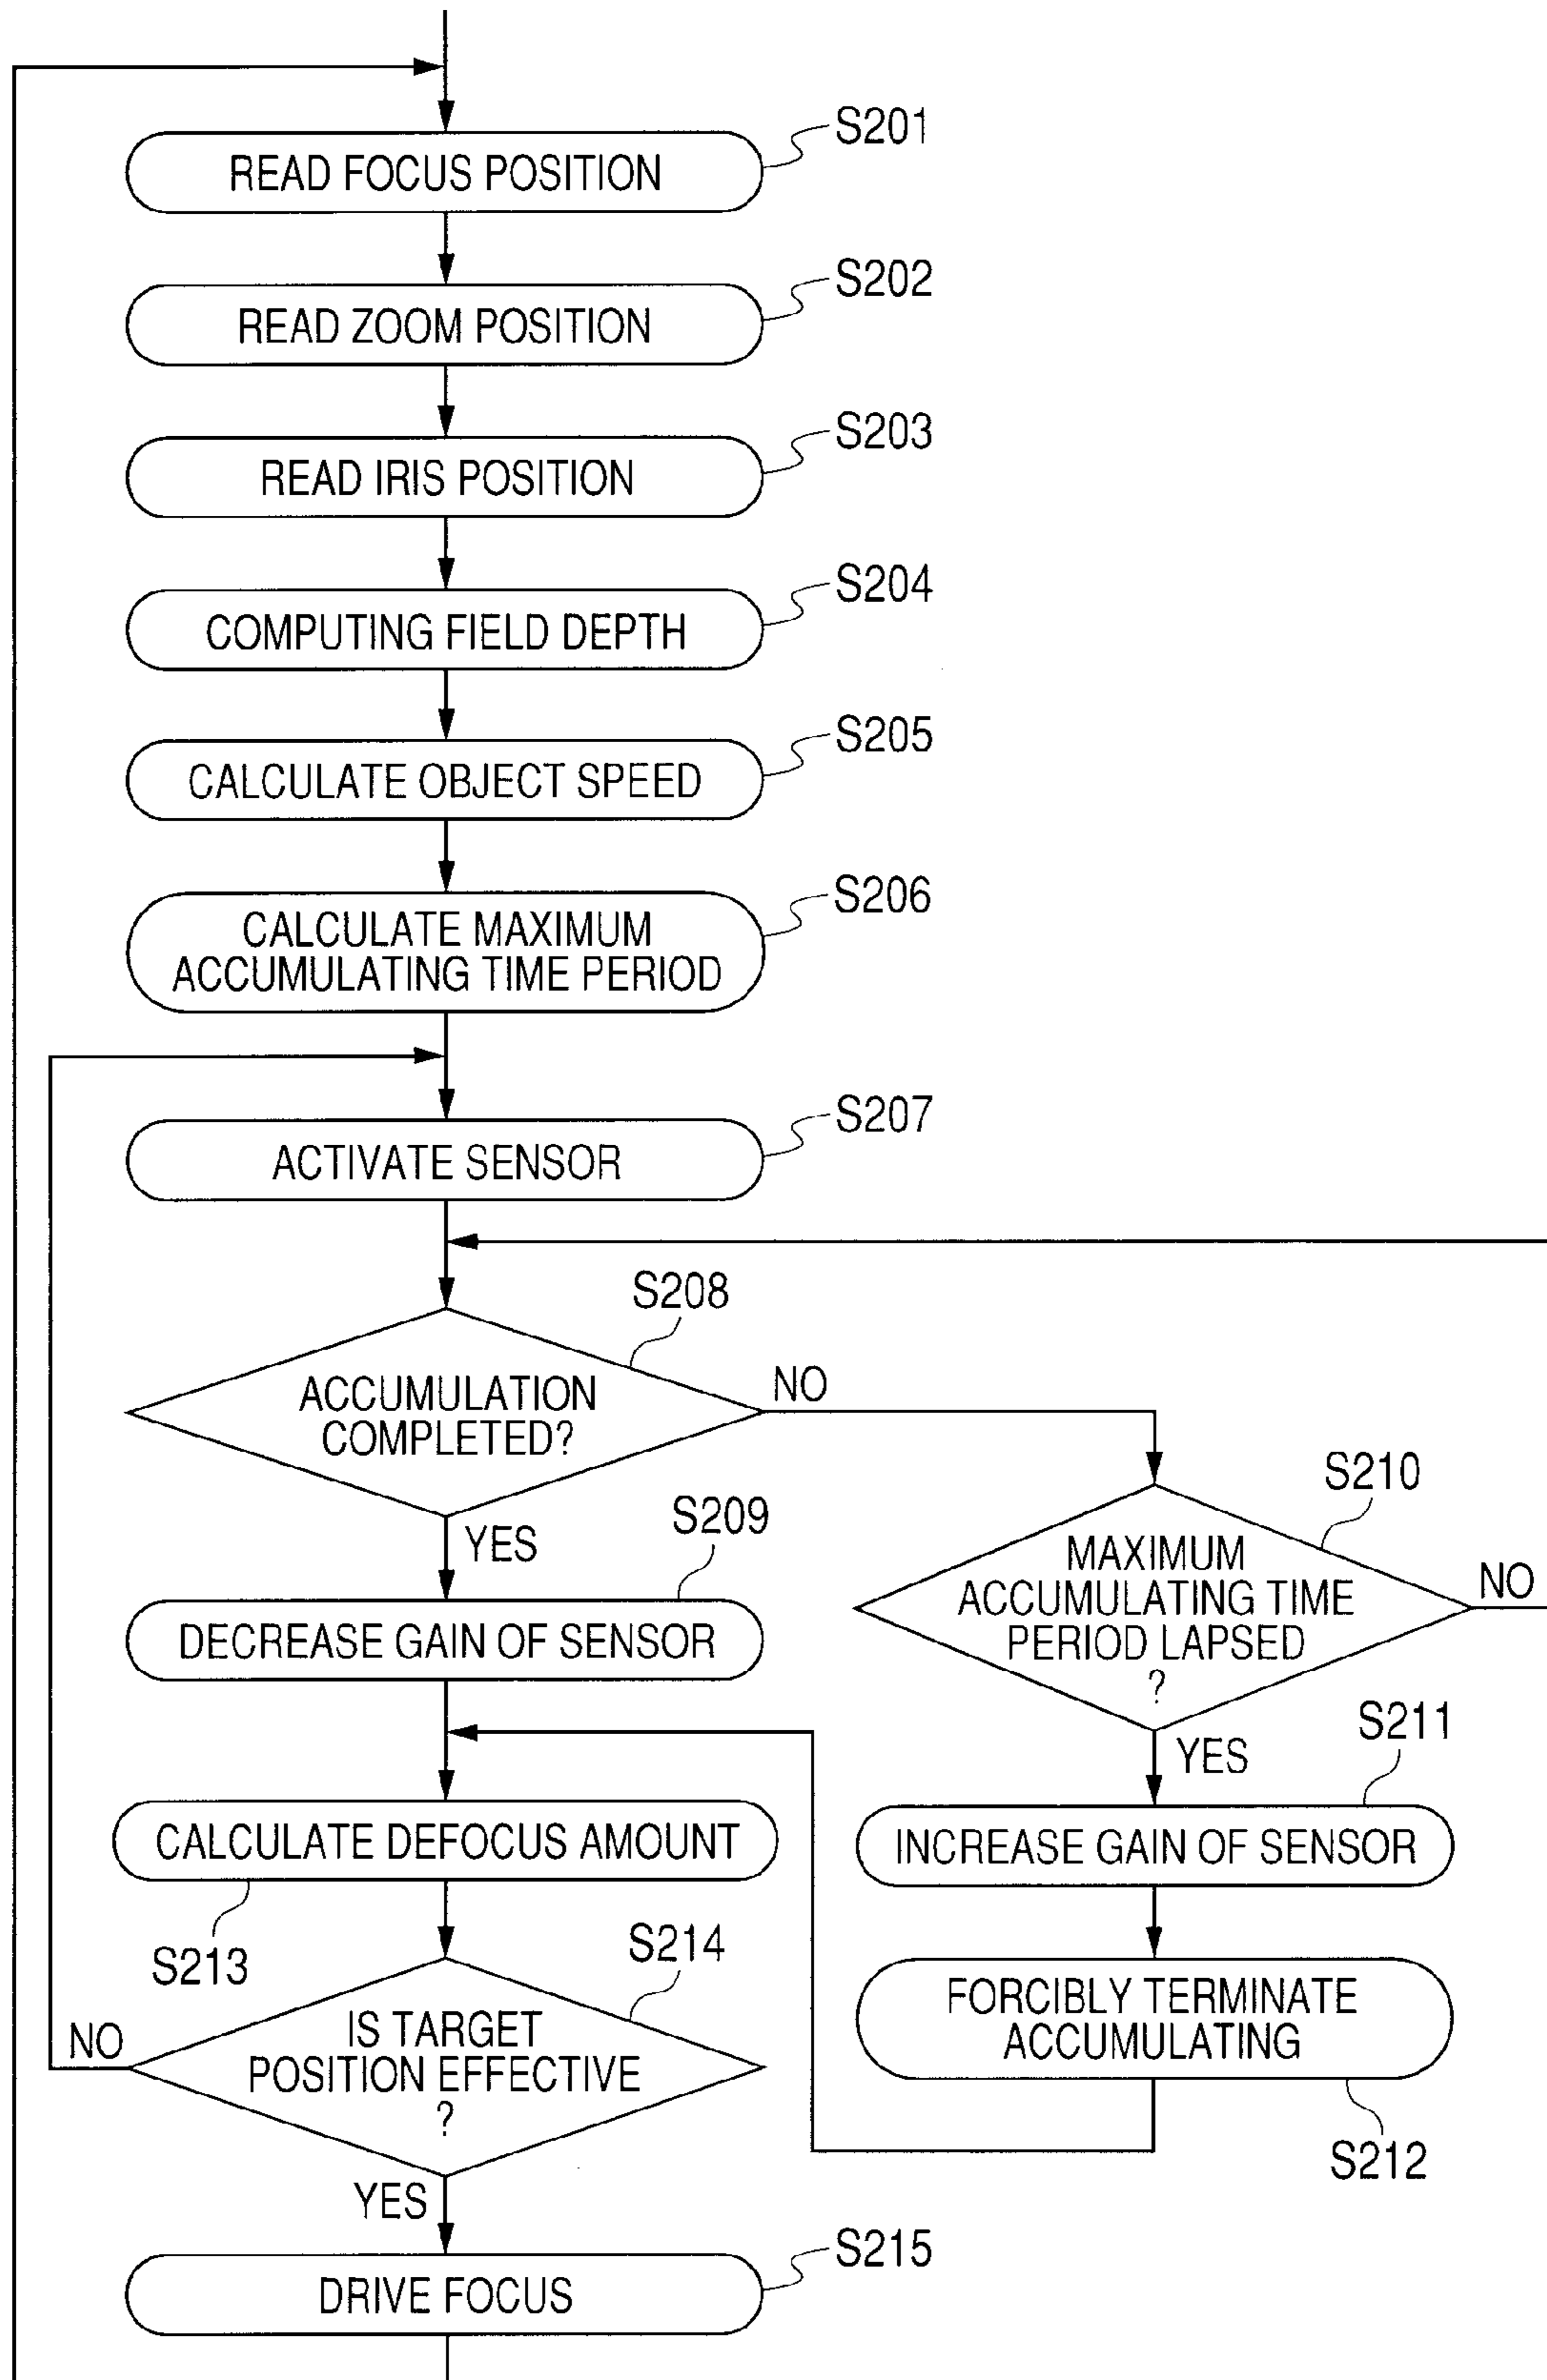 READ FOCUS POSITION
S201
READ ZOOM POSITION
S202
READ IRIS POSITION
S203
COMPUTING FIELD DEPTH
S204
CALCULATE OBJECT SPEED
S205
CALCULATE MAXIMUM
ACCUMULATING TIME PERIOD
S206
ACTIVATE SENSOR
S207
S208
ACCUMULATION
COMPLETED?
NO
YES
S209
DECREASE GAIN OF SENSOR
S210
MAXIMUM
ACCUMULATING TIME
PERIOD LAPSED
?
NO
YES
S211
INCREASE GAIN OF SENSOR
FORCIBLY TERMINATE
ACCUMULATING
S212
CALCULATE DEFOCUS AMOUNT
S213
S214
IS TARGET
POSITION EFFECTIVE
?
NO
YES
DRIVE FOCUS
S215